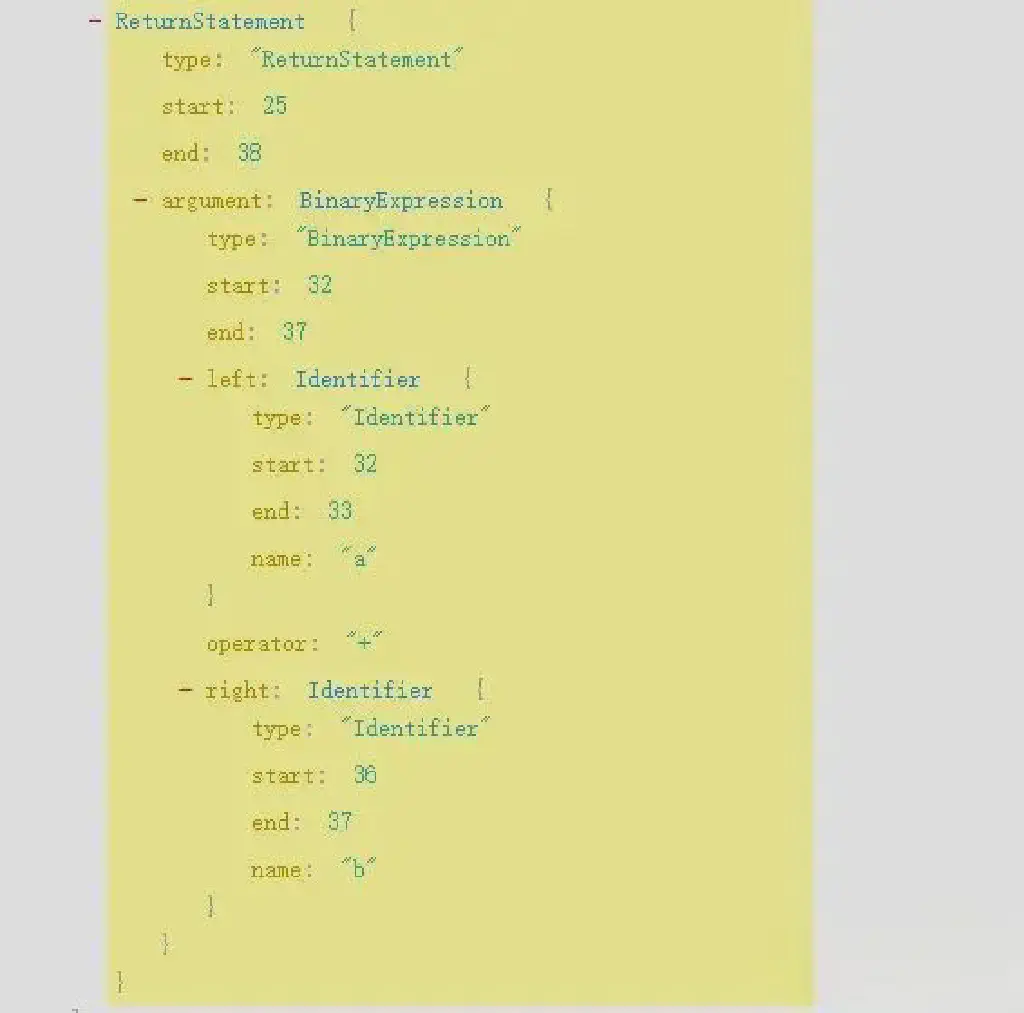 - ReturnStatement {
type: "ReturnStatement"
start: 25
end: 38
- argument: BinaryExpression {
type: "BinaryExpression"
start: 32
end: 37
- left: Identifier {
type: "Identifier"
start: 32
end: 33
name: "a"
}
operator: "+"
- right: Identifier {
type: "Identifier"
start: 36
end: 37
name: "b"
}
}
}